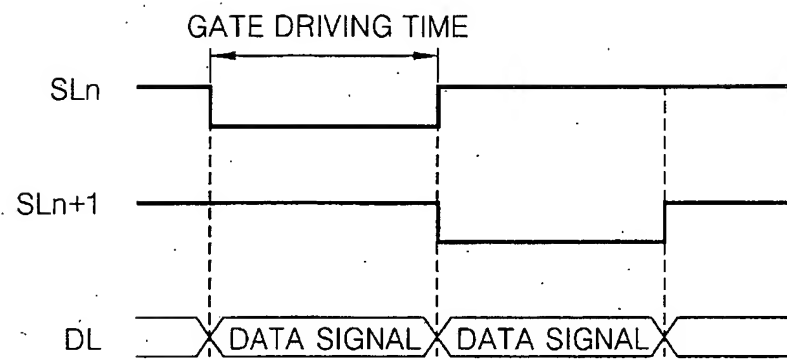 GATE DRIVING TIME
SLn
SLn+1
DL DATA SIGNAL DATA SIGNAL